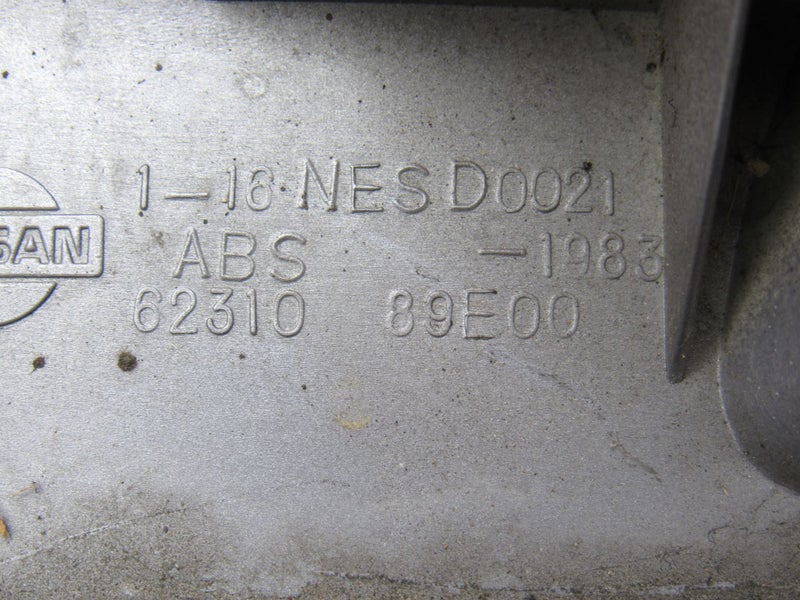 SAN
1-16 NES D0021
ABS -1983
62310 89E00